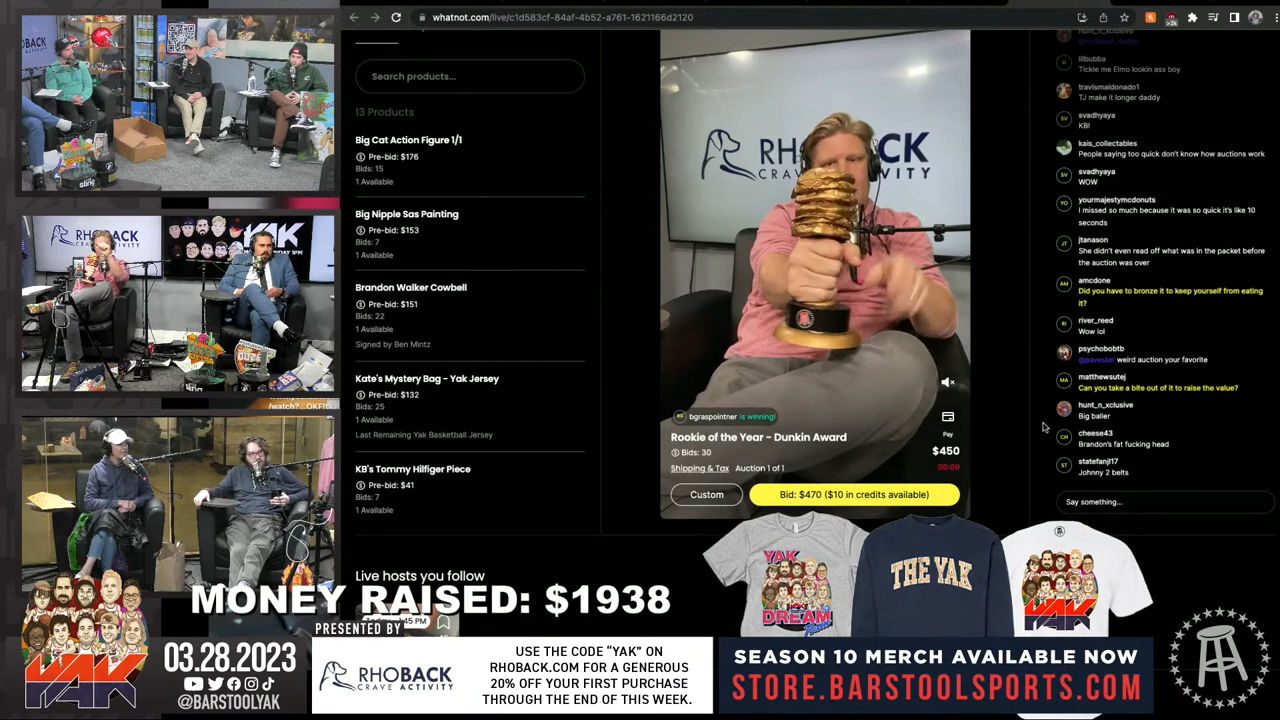 whatnot.com/live/c1d583cf-84af-4b52-a761-1621166d2120
Search products...
13 Products
Big Cat Action Figure 1/1
Pre-bid: $176
Bids: 15
1 Available
Big Nipple Sas Painting
Pre-bid: $153
Bids: 7
1 Available
Brandon Walker Cowbell
Pre-bid: $151
Bids: 22
1 Available
Signed by Ben Mintz
Kate's Mystery Bag - Yak Jersey
Pre-bid: $132
Bids: 25
1 Available
Last Remaining Yak Basketball Jersey
KB's Tommy Hilfiger Piece
Pre-bid: $41
Bids: 7
1 Available
Live hosts you follow
bgraspointner is winning!
Rookie of the Year - Dunkin Award
Bids: 30
Shipping & Tax Auction 1 of 1
Pay
$450
00:09
Custom
Bid: $470 ($10 in credits available)
hunt_n_xclusive
lilbubba
Tickle me Elmo lookin ass boy
travismaldonado1
TJ make it longer daddy
svadhyaya
KB!
kais_collectables
People saying too quick don't know how auctions work
svadhyaya
WOW
yourmajestymcdonuts
I missed so much because it was so quick it's like 10
seconds
jtanason
She didn't even read off what was in the packet before
the auction was over
amcdone
Did you have to bronze it to keep yourself from eating
it?
river_reed
Wow lol
psychobobtb
@pavester weird auction your favorite
matthewsutej
Can you take a bite out of it to raise the value?
hunt_n_xclusive
Big baller
cheese43
Brandon's fat fucking head
statefanji17
Johnny 2 belts
Say something...
RHOBACK
YAK
sling
MONEY RAISED: $1938
PRESENTED BY
YAK
03.28.2023
@BARSTOOLYAK
RHOBACK
CRAVE ACTIVITY
USE THE CODE "YAK" ON
RHOBACK.COM FOR A GENEROUS
20% OFF YOUR FIRST PURCHASE
THROUGH THE END OF THIS WEEK.
YAK
DREAM
THE YAK
YAK
SEASON 10 MERCH AVAILABLE NOW
STORE.BARSTOOLSPORTS.COM